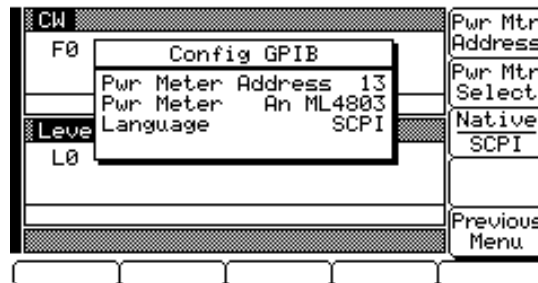 CW
F0
Config GPIB
Pwr Meter Address 13
Pwr Meter An ML4803
Language SCPI
Leve
L0
Pwr Mtr
Address
Pwr Mtr
Select
Native
SCPI
Previous
Menu